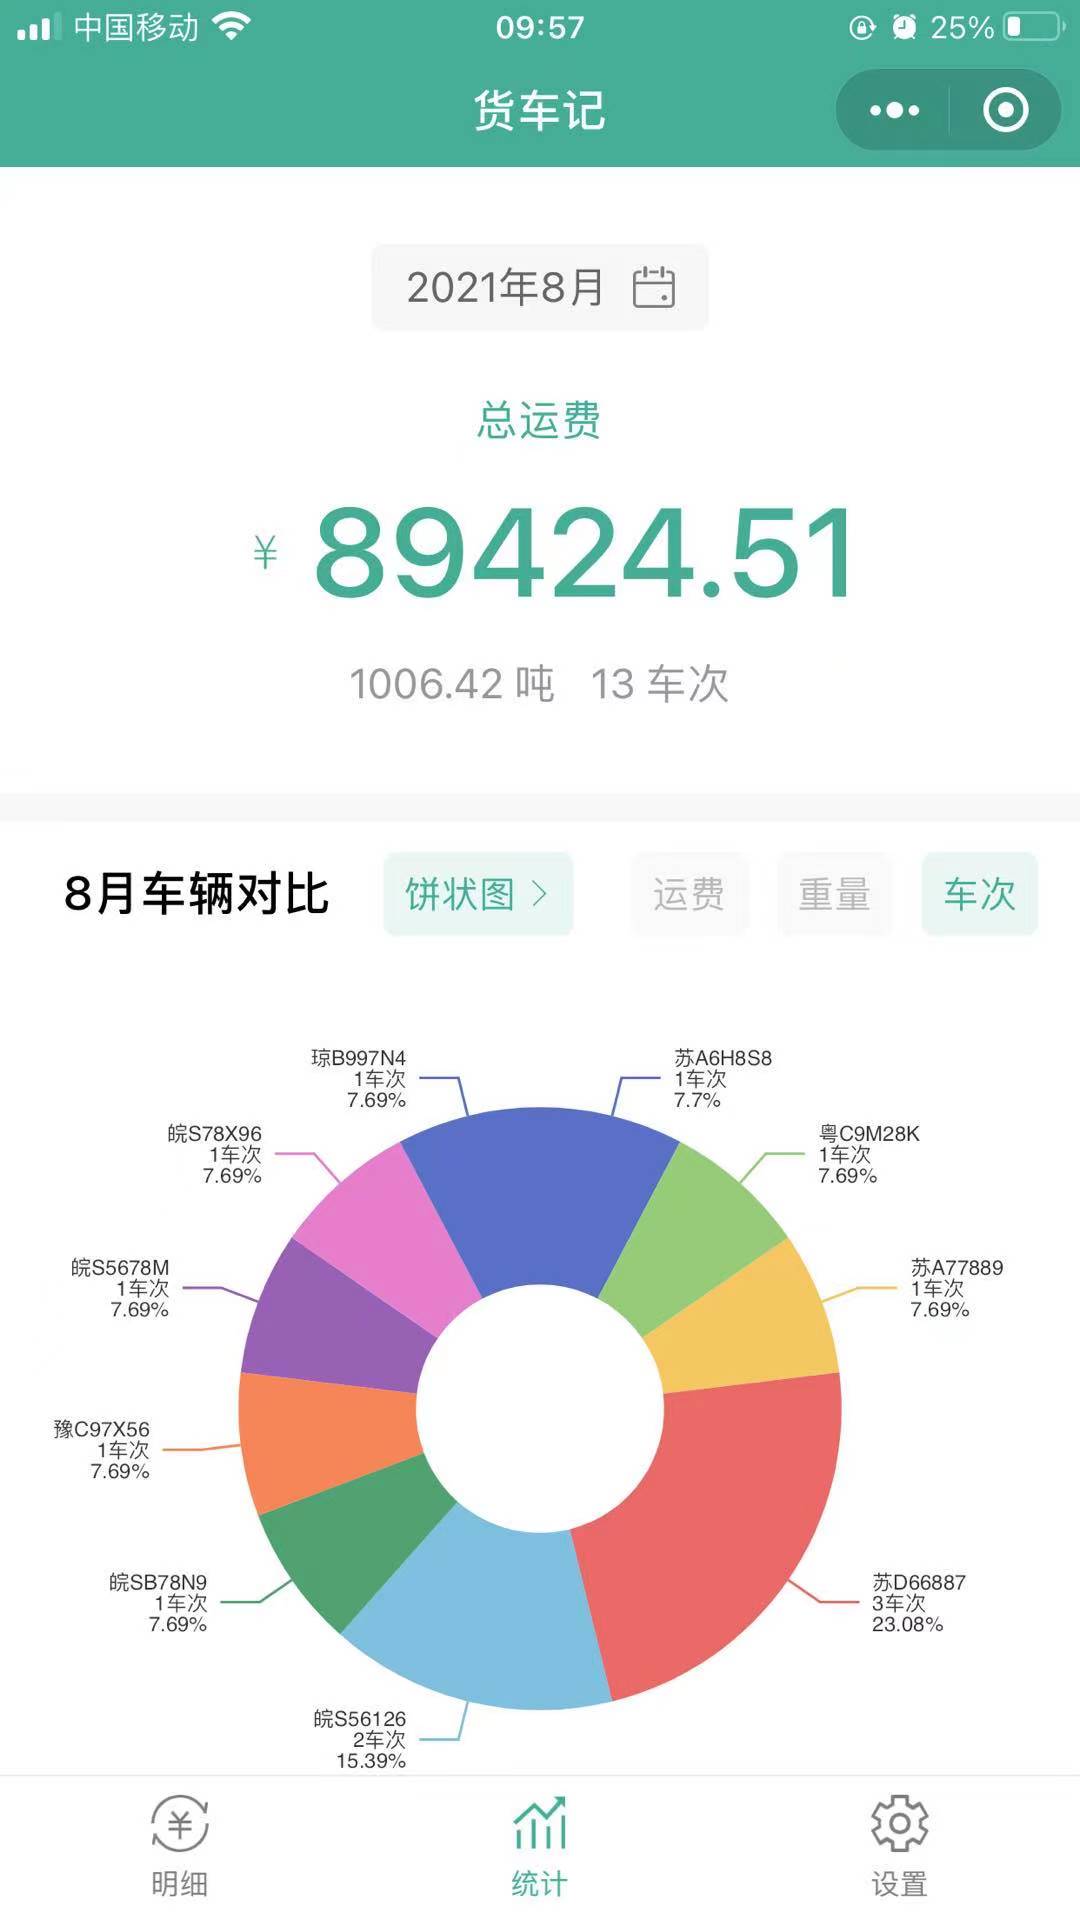 中国移动
09:57
25%
货车记
2021年8月
总运费
¥ 89424.51
1006.42 吨 13 车次
8月车辆对比
饼状图
运费
重量
车次
琼B997N4
1车次
7.69%
苏A6H8S8
1车次
7.7%
皖S78X96
1车次
7.69%
粤C9M28K
1车次
7.69%
皖S5678M
1车次
7.69%
苏A77889
1车次
7.69%
豫C97X56
1车次
7.69%
皖SB78N9
1车次
7.69%
苏D66887
3车次
23.08%
皖S56126
2车次
15.39%
明细
统计
设置